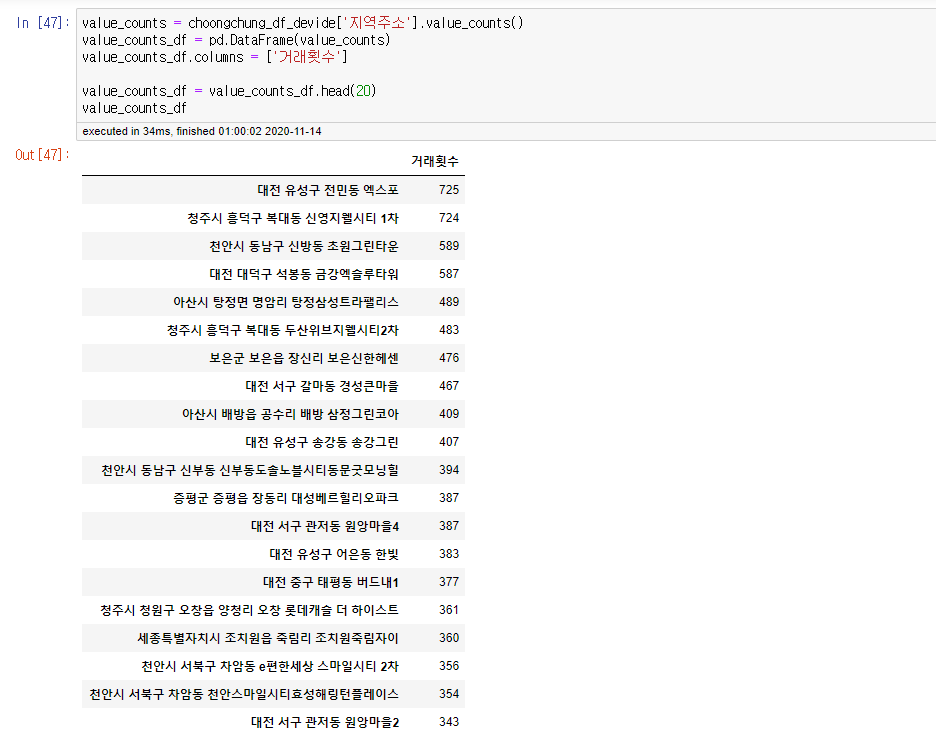 In [47]: value_counts = choongchung_df_devide['지역주소'].value_counts()
value_counts_df = pd.DataFrame(value_counts)
value_counts_df.columns = ['거래횟수']
value_counts_df = value_counts_df.head(20)
value_counts_df
executed in 34ms, finished 01:00:02 2020-11-14
Out[47]:
거래횟수
대전 유성구 전민동 엑스포 725
청주시 흥덕구 복대동 신영지웰시티 1차 724
천안시 동남구 신방동 초원그린타운 589
대전 대덕구 석봉동 금강엑슬루타워 587
아산시 탕정면 명암리 탕정삼성트라팰리스 489
청주시 흥덕구 복대동 두산위브지웰시티2차 483
보은군 보은읍 장신리 보은신한헤센 476
대전 서구 갈마동 경성큰마을 467
아산시 배방읍 공수리 배방 삼정그린코아 409
대전 유성구 송강동 송강그린 407
천안시 동남구 신부동 신부동도솔노블시티동문굿모닝힐 394
증평군 증평읍 장동리 대성베르힐리오파크 387
대전 서구 관저동 원앙마을4 387
대전 유성구 어은동 한빛 383
대전 중구 태평동 버드내1 377
청주시 청원구 오창읍 양청리 오창 롯데캐슬 더 하이스트 361
세종특별자치시 조치원읍 죽림리 조치원죽림자이 360
천안시 서북구 차암동 e편한세상 스마일시티 2차 356
천안시 서북구 차암동 천안스마일시티효성해링턴플레이스 354
대전 서구 관저동 원앙마을2 343